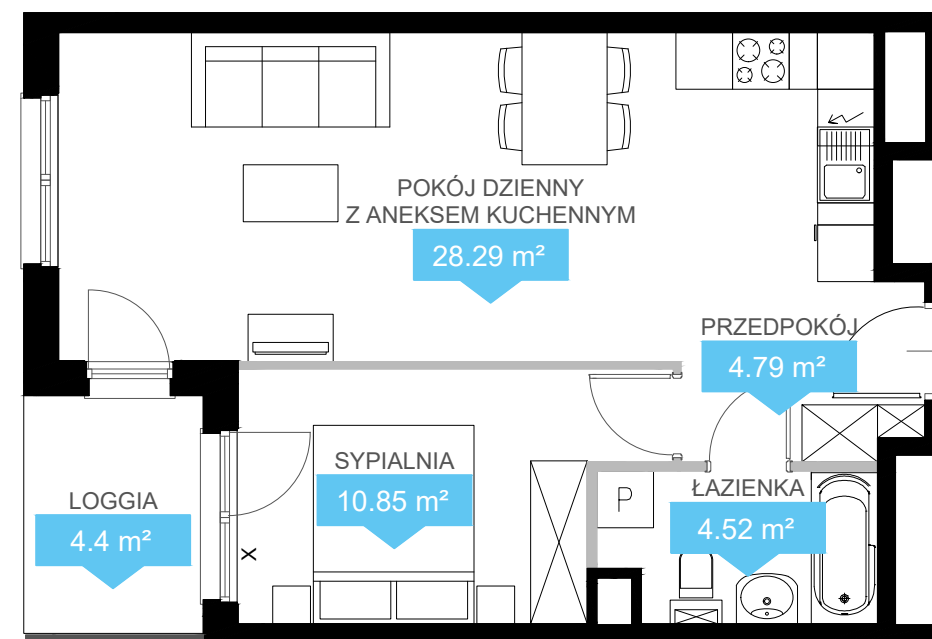 POKÓJ DZIENNY
Z ANEKSEM KUCHENNYM
28.29 m²
PRZEDPOKÓJ
4.79 m²
SYPIALNIA
10.85 m²
ŁAZIENKA
4.52 m²
LOGGIA
4.4 m²
P
X